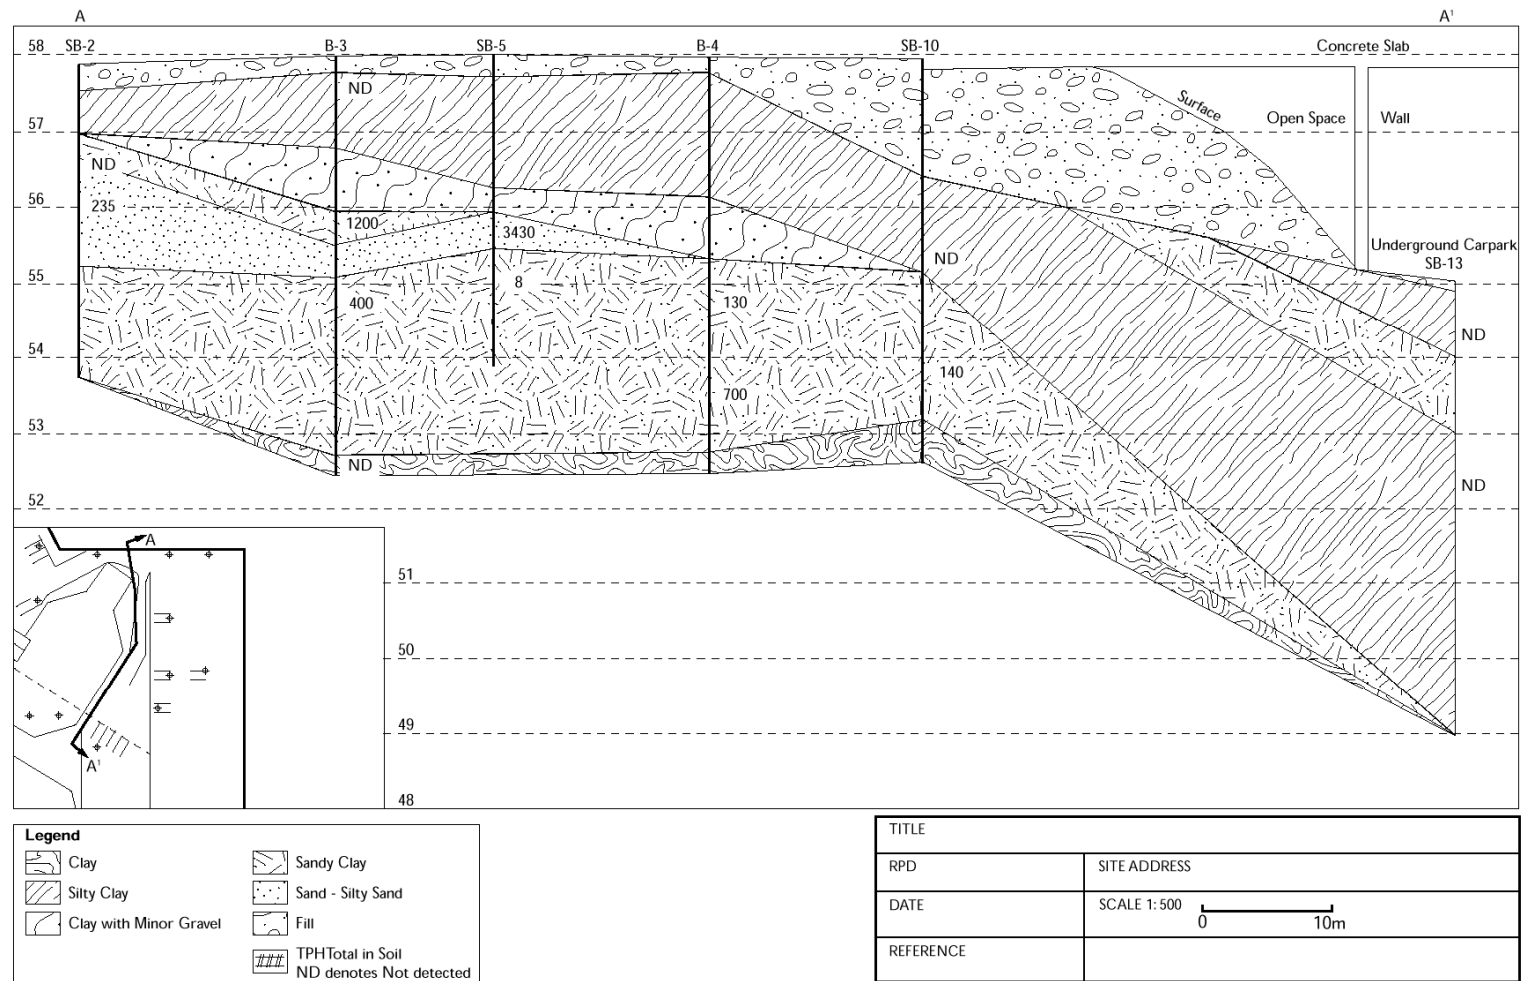 A A¹
58 SB-2 B-3 SB-5 B-4 SB-10 Concrete Slab
ND
Surface
57 Open Space Wall
ND
56 235
1200 3430
Underground Carpark
SB-13
ND
55 400 8 130
ND
54 140
700
53
ND
ND
52
A
51
50
49
A¹
48
Legend
Clay
Silty Clay
Clay with Minor Gravel
Sandy Clay
Sand - Silty Sand
Fill
TPHTotal in Soil
ND denotes Not detected
TITLE
RPD SITE ADDRESS
DATE SCALE 1: 500 0 10m
REFERENCE